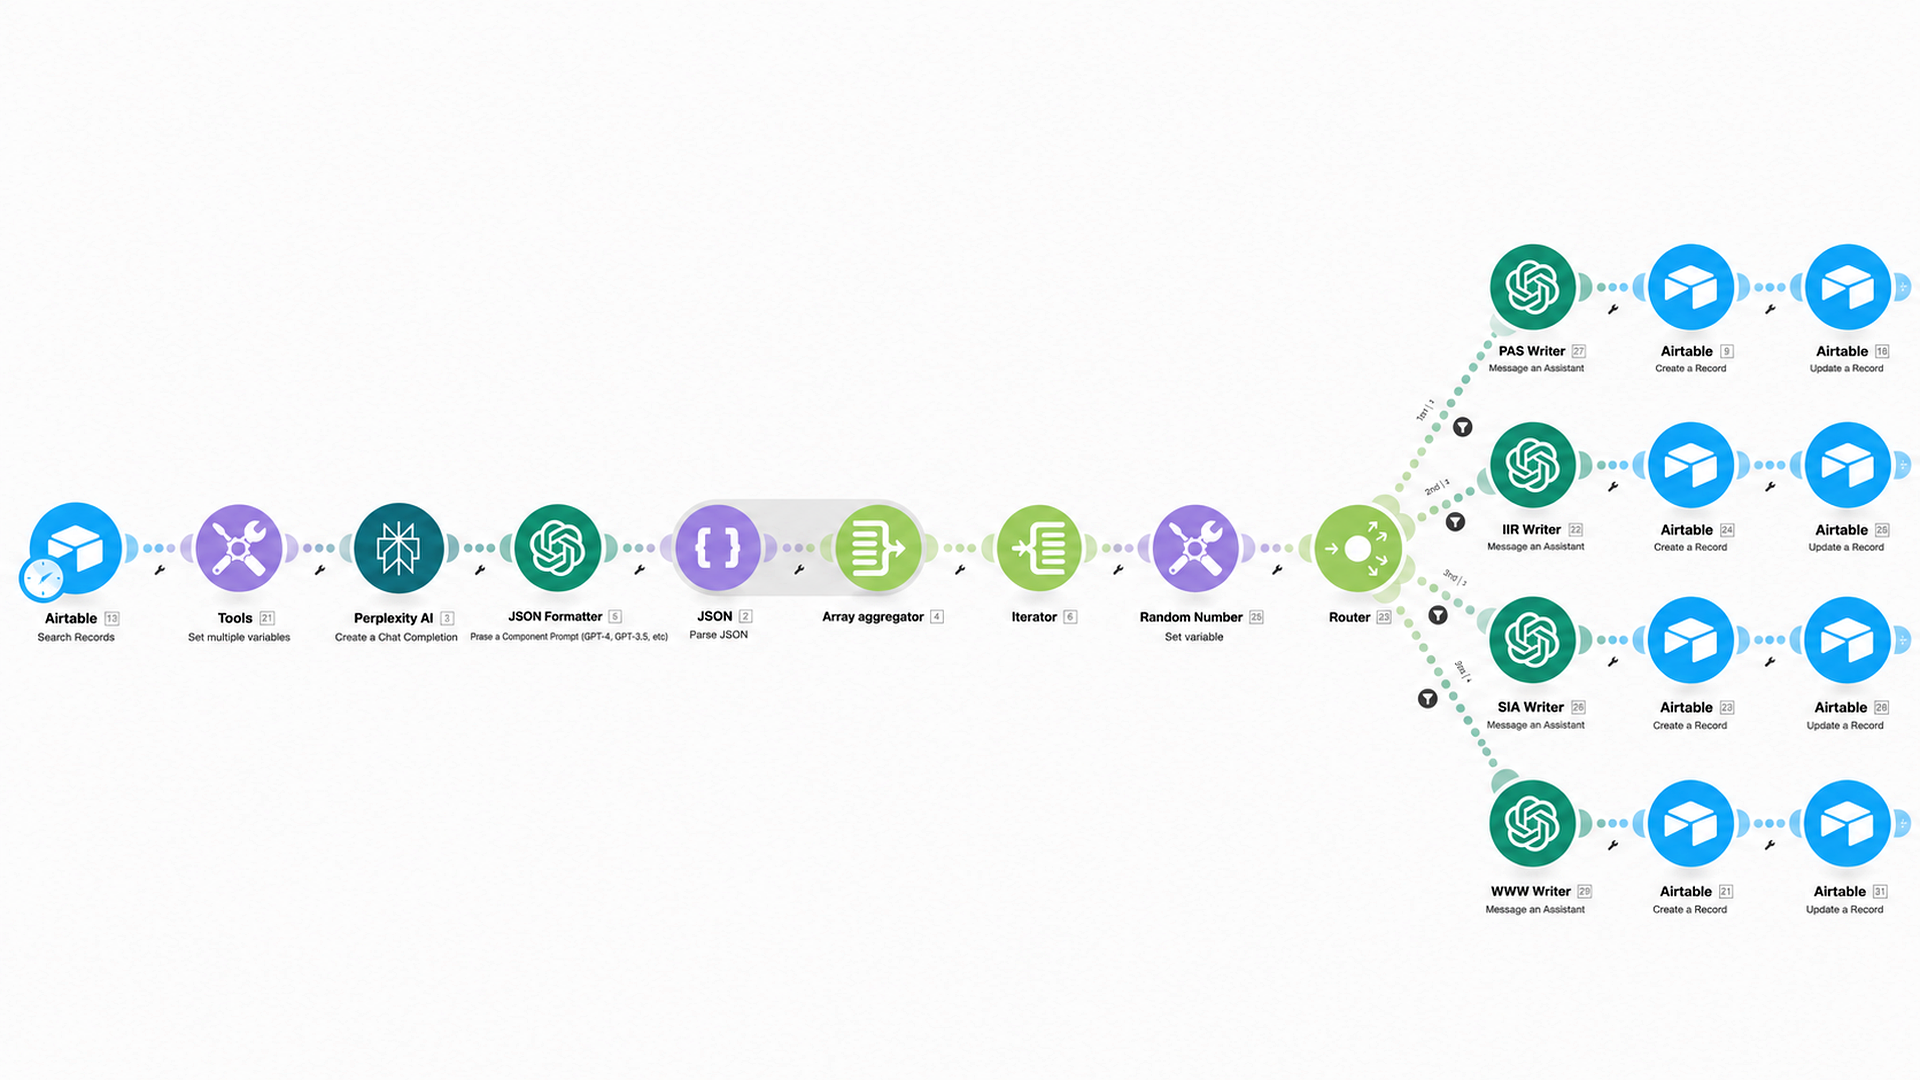 Airtable 13
Search Records
Tools 21
Set multiple variables
Perplexity AI 3
Create a Chat Completion
JSON Formatter 5
Prase a Component Prompt (GPT-4, GPT-3.5, etc)
JSON 2
Parse JSON
Array aggregator 4
Iterator 6
Random Number 25
Set variable
Router 23
2nd
PAS Writer 27
Message an Assistant
Airtable 9
Create a Record
Airtable 16
Update a Record
IIR Writer 22
Message an Assistant
Airtable 24
Create a Record
Airtable 26
Update a Record
SIA Writer 26
Message an Assistant
Airtable 23
Create a Record
Airtable 28
Update a Record
WWW Writer 29
Message an Assistant
Airtable 21
Create a Record
Airtable 31
Update a Record